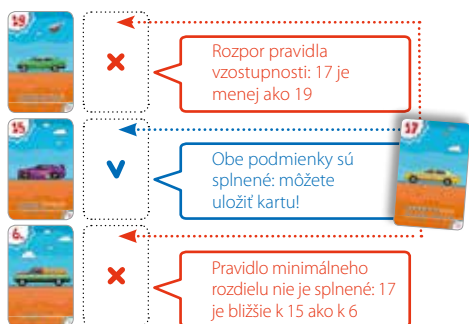 19.
Rozpor pravidla
vzostupnosti: 17 je
menej ako 19
17.
15.
Obe podmienky sú
splnené: môžete
uložiť kartu!
6.
Pravidlo minimálneho
rozdielu nie je splnené: 17
je bližšie k 15 ako k 6